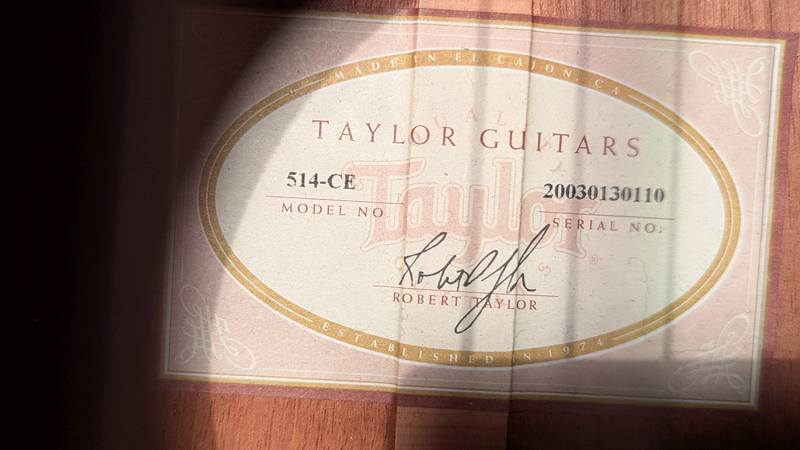 MADE IN EL CAJON, CA
QUALITY
TAYLOR GUITARS
514-CE
20030130110
Taylor
MODEL NO.
SERIAL NO.
®
ROBERT TAYLOR
ESTABLISHED IN 1974